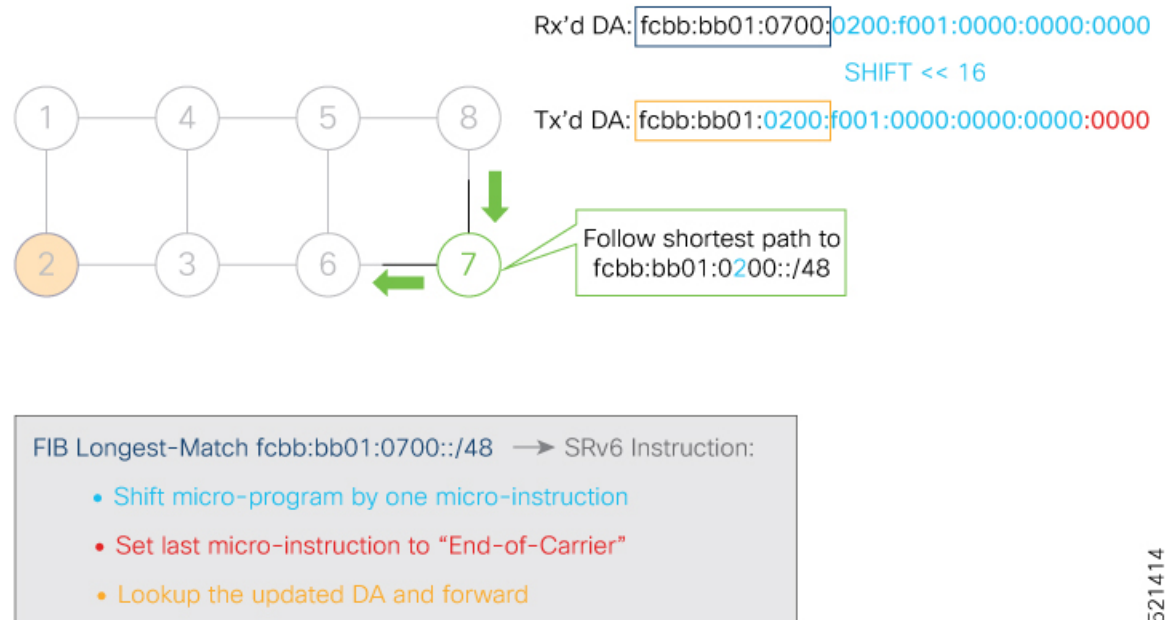 Rx'd DA: fcbb:bb01:0700:0200:f001:0000:0000:0000
SHIFT << 16
Tx'd DA: fcbb:bb01:0200:f001:0000:0000:0000:0000
1
4
5
8
2
3
6
7
Follow shortest path to
fcbb:bb01:0200::/48
FIB Longest-Match fcbb:bb01:0700::/48 → SRv6 Instruction:
• Shift micro-program by one micro-instruction
• Set last micro-instruction to “End-of-Carrier”
• Lookup the updated DA and forward
521414